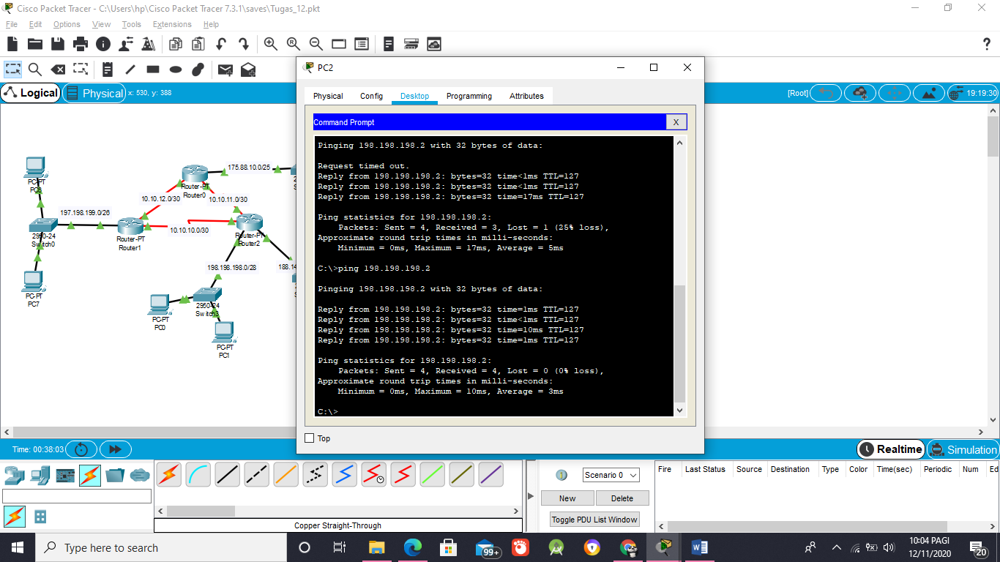 Cisco Packet Tracer - C:\Users\hp\Cisco Packet Tracer 7.3.1\saves\Tugas_12.pkt
File Edit Options View Tools Extensions Help
?
Logical Physical x: 530, y: 388
[Root] 19:19:30
PC-PT
PC6
197.198.199.0/26
2950-24
Switch0
PC-PT
PC7
Router-PT
Router1
10.10.12.0/30
Router-PT
Router0
175.88.10.0/25
10.10.11.0/30
10.10.10.0/30
Router-PT
Router2
198.198.198.0/28
188.14
2950-24
Switch3
PC-PT
PC0
PC-PT
PC1
PC2
Physical Config Desktop Programming Attributes
Command Prompt X
Pinging 198.198.198.2 with 32 bytes of data:
Request timed out.
Reply from 198.198.198.2: bytes=32 time<1ms TTL=127
Reply from 198.198.198.2: bytes=32 time<1ms TTL=127
Reply from 198.198.198.2: bytes=32 time=17ms TTL=127
Ping statistics for 198.198.198.2:
Packets: Sent = 4, Received = 3, Lost = 1 (25% loss),
Approximate round trip times in milli-seconds:
Minimum = 0ms, Maximum = 17ms, Average = 5ms
C:\>ping 198.198.198.2
Pinging 198.198.198.2 with 32 bytes of data:
Reply from 198.198.198.2: bytes=32 time=1ms TTL=127
Reply from 198.198.198.2: bytes=32 time<1ms TTL=127
Reply from 198.198.198.2: bytes=32 time=10ms TTL=127
Reply from 198.198.198.2: bytes=32 time=1ms TTL=127
Ping statistics for 198.198.198.2:
Packets: Sent = 4, Received = 4, Lost = 0 (0% loss),
Approximate round trip times in milli-seconds:
Minimum = 0ms, Maximum = 10ms, Average = 3ms
C:\>
Top
Time: 00:38:03
Realtime Simulation
Scenario 0
New Delete
Toggle PDU List Window
Fire Last Status Source Destination Type Color Time(sec) Periodic Num Ed
Copper Straight-Through
Type here to search
99+
10:04 PAGI
12/11/2020
20